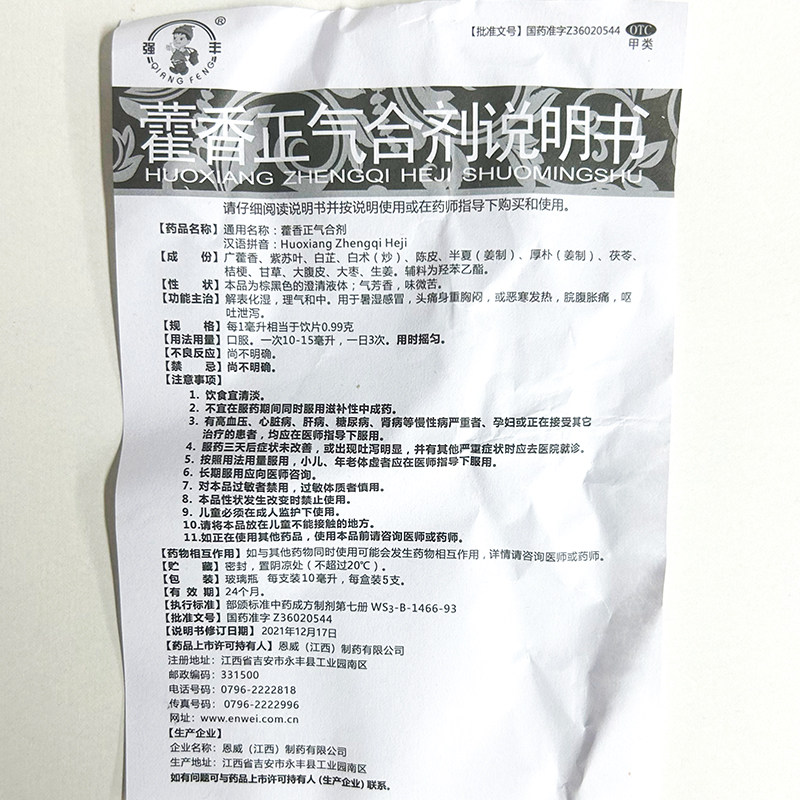 强丰
®
QIANG FENG
【批准文号】国药准字Z36020544
OTC
甲类
藿香正气合剂说明书
HUOXIANG ZHENGQI HEJI SHUOMINGSHU
请仔细阅读说明书并按说明使用或在药师指导下购买和使用。
【药品名称】通用名称：藿香正气合剂
汉语拼音：Huoxiang Zhengqi Heji
【成 份】广藿香、紫苏叶、白芷、白术（炒）、陈皮、半夏（姜制）、厚朴（姜制）、茯苓、
桔梗、甘草、大腹皮、大枣、生姜。辅料为羟苯乙酯。
【性 状】本品为棕黑色的澄清液体；气芳香，味微苦。
【功能主治】解表化湿，理气和中。用于暑湿感冒，头痛身重胸闷，或恶寒发热，脘腹胀痛，呕
吐泄泻。
【规 格】每1毫升相当于饮片0.99克
【用法用量】口服。一次10-15毫升，一日3次。用时摇匀。
【不良反应】尚不明确。
【禁 忌】尚不明确。
【注意事项】
1. 饮食宜清淡。
2. 不宜在服药期间同时服用滋补性中成药。
3. 有高血压、心脏病、肝病、糖尿病、肾病等慢性病严重者、孕妇或正在接受其它
治疗的患者，均应在医师指导下服用。
4. 服药三天后症状未改善，或出现吐泻明显，并有其他严重症状时应去医院就诊。
5. 按照用法用量服用，小儿、年老体虚者应在医师指导下服用。
6. 长期服用应向医师咨询。
7. 对本品过敏者禁用，过敏体质者慎用。
8. 本品性状发生改变时禁止使用。
9. 儿童必须在成人监护下使用。
10.请将本品放在儿童不能接触的地方。
11.如正在使用其他药品，使用本品前请咨询医师或药师。
【药物相互作用】如与其他药物同时使用可能会发生药物相互作用，详情请咨询医师或药师。
【贮 藏】密封，置阴凉处（不超过20℃）。
【包 装】玻璃瓶 每支装10毫升，每盒装5支。
【有 效 期】24个月。
【执行标准】部颁标准中药成方制剂第七册 WS3-B-1466-93
【批准文号】国药准字 Z36020544
【说明书修订日期】2021年12月17日
【药品上市许可持有人】恩威（江西）制药有限公司
注册地址：江西省吉安市永丰县工业园南区
邮政编码：331500
电话号码：0796-2222818
传真号码：0796-2222996
网址：www.enwei.com.cn
【生产企业】
企业名称：恩威（江西）制药有限公司
生产地址：江西省吉安市永丰县工业园南区
如有问题可与药品上市许可持有人（生产企业）联系。